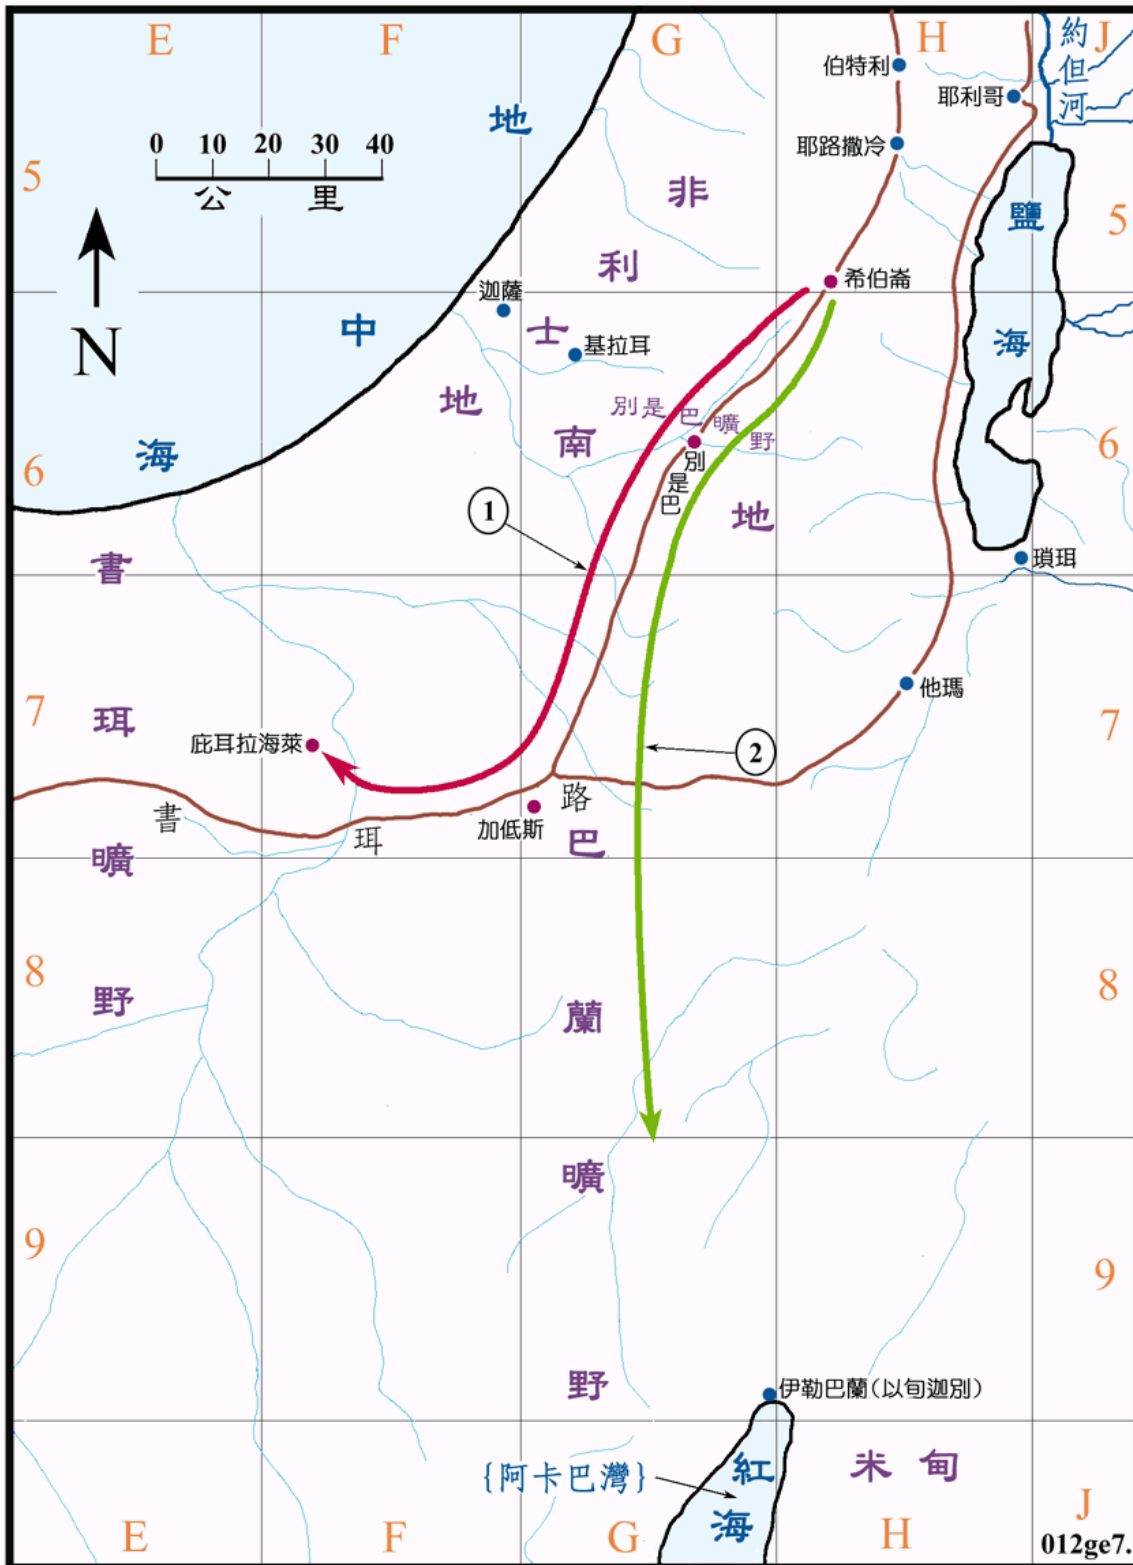 E F G H J
約但河
伯特利
耶利哥
耶路撒冷
0 10 20 30 40
公里
5
5
N
地中海
非利士地
鹽海
希伯崙
迦薩
基拉耳
別是巴曠野
別是巴
南地
6
6
1
瑣珥
書珥曠野
7
7
他瑪
庇耳拉海萊
2
書珥路
加低斯
巴蘭曠野
8
8
9
9
伊勒巴蘭(以旬迦別)
{阿卡巴灣}
紅海
米甸
E F G H J
012ge7.